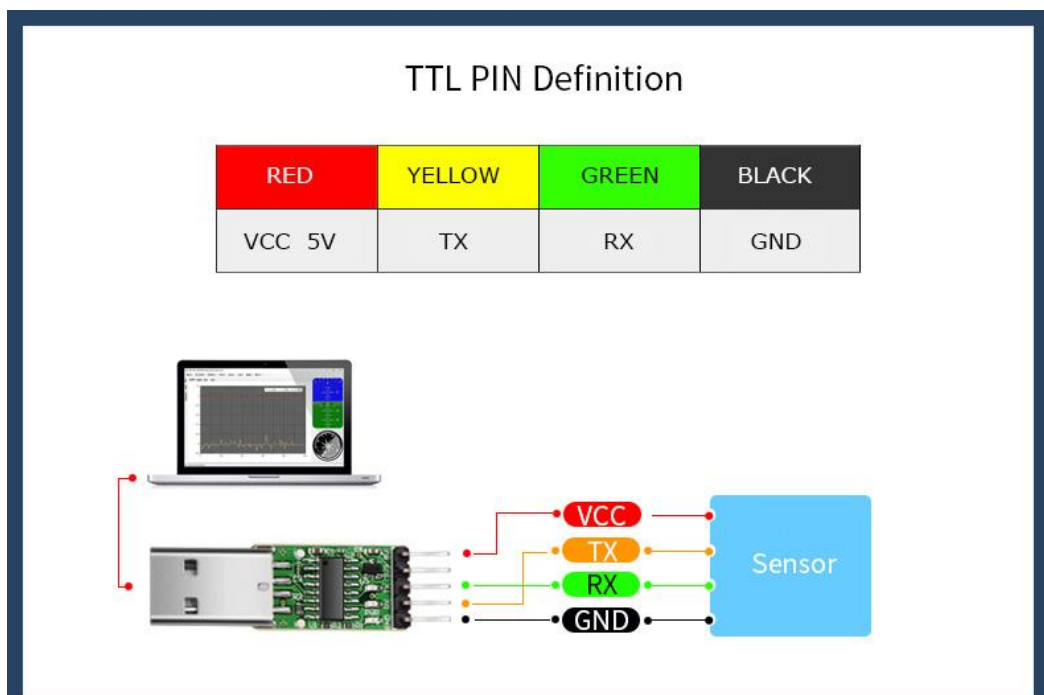 TTL PIN Definition
RED YELLOW GREEN BLACK
VCC 5V TX RX GND
VCC
TX
RX
GND
Sensor